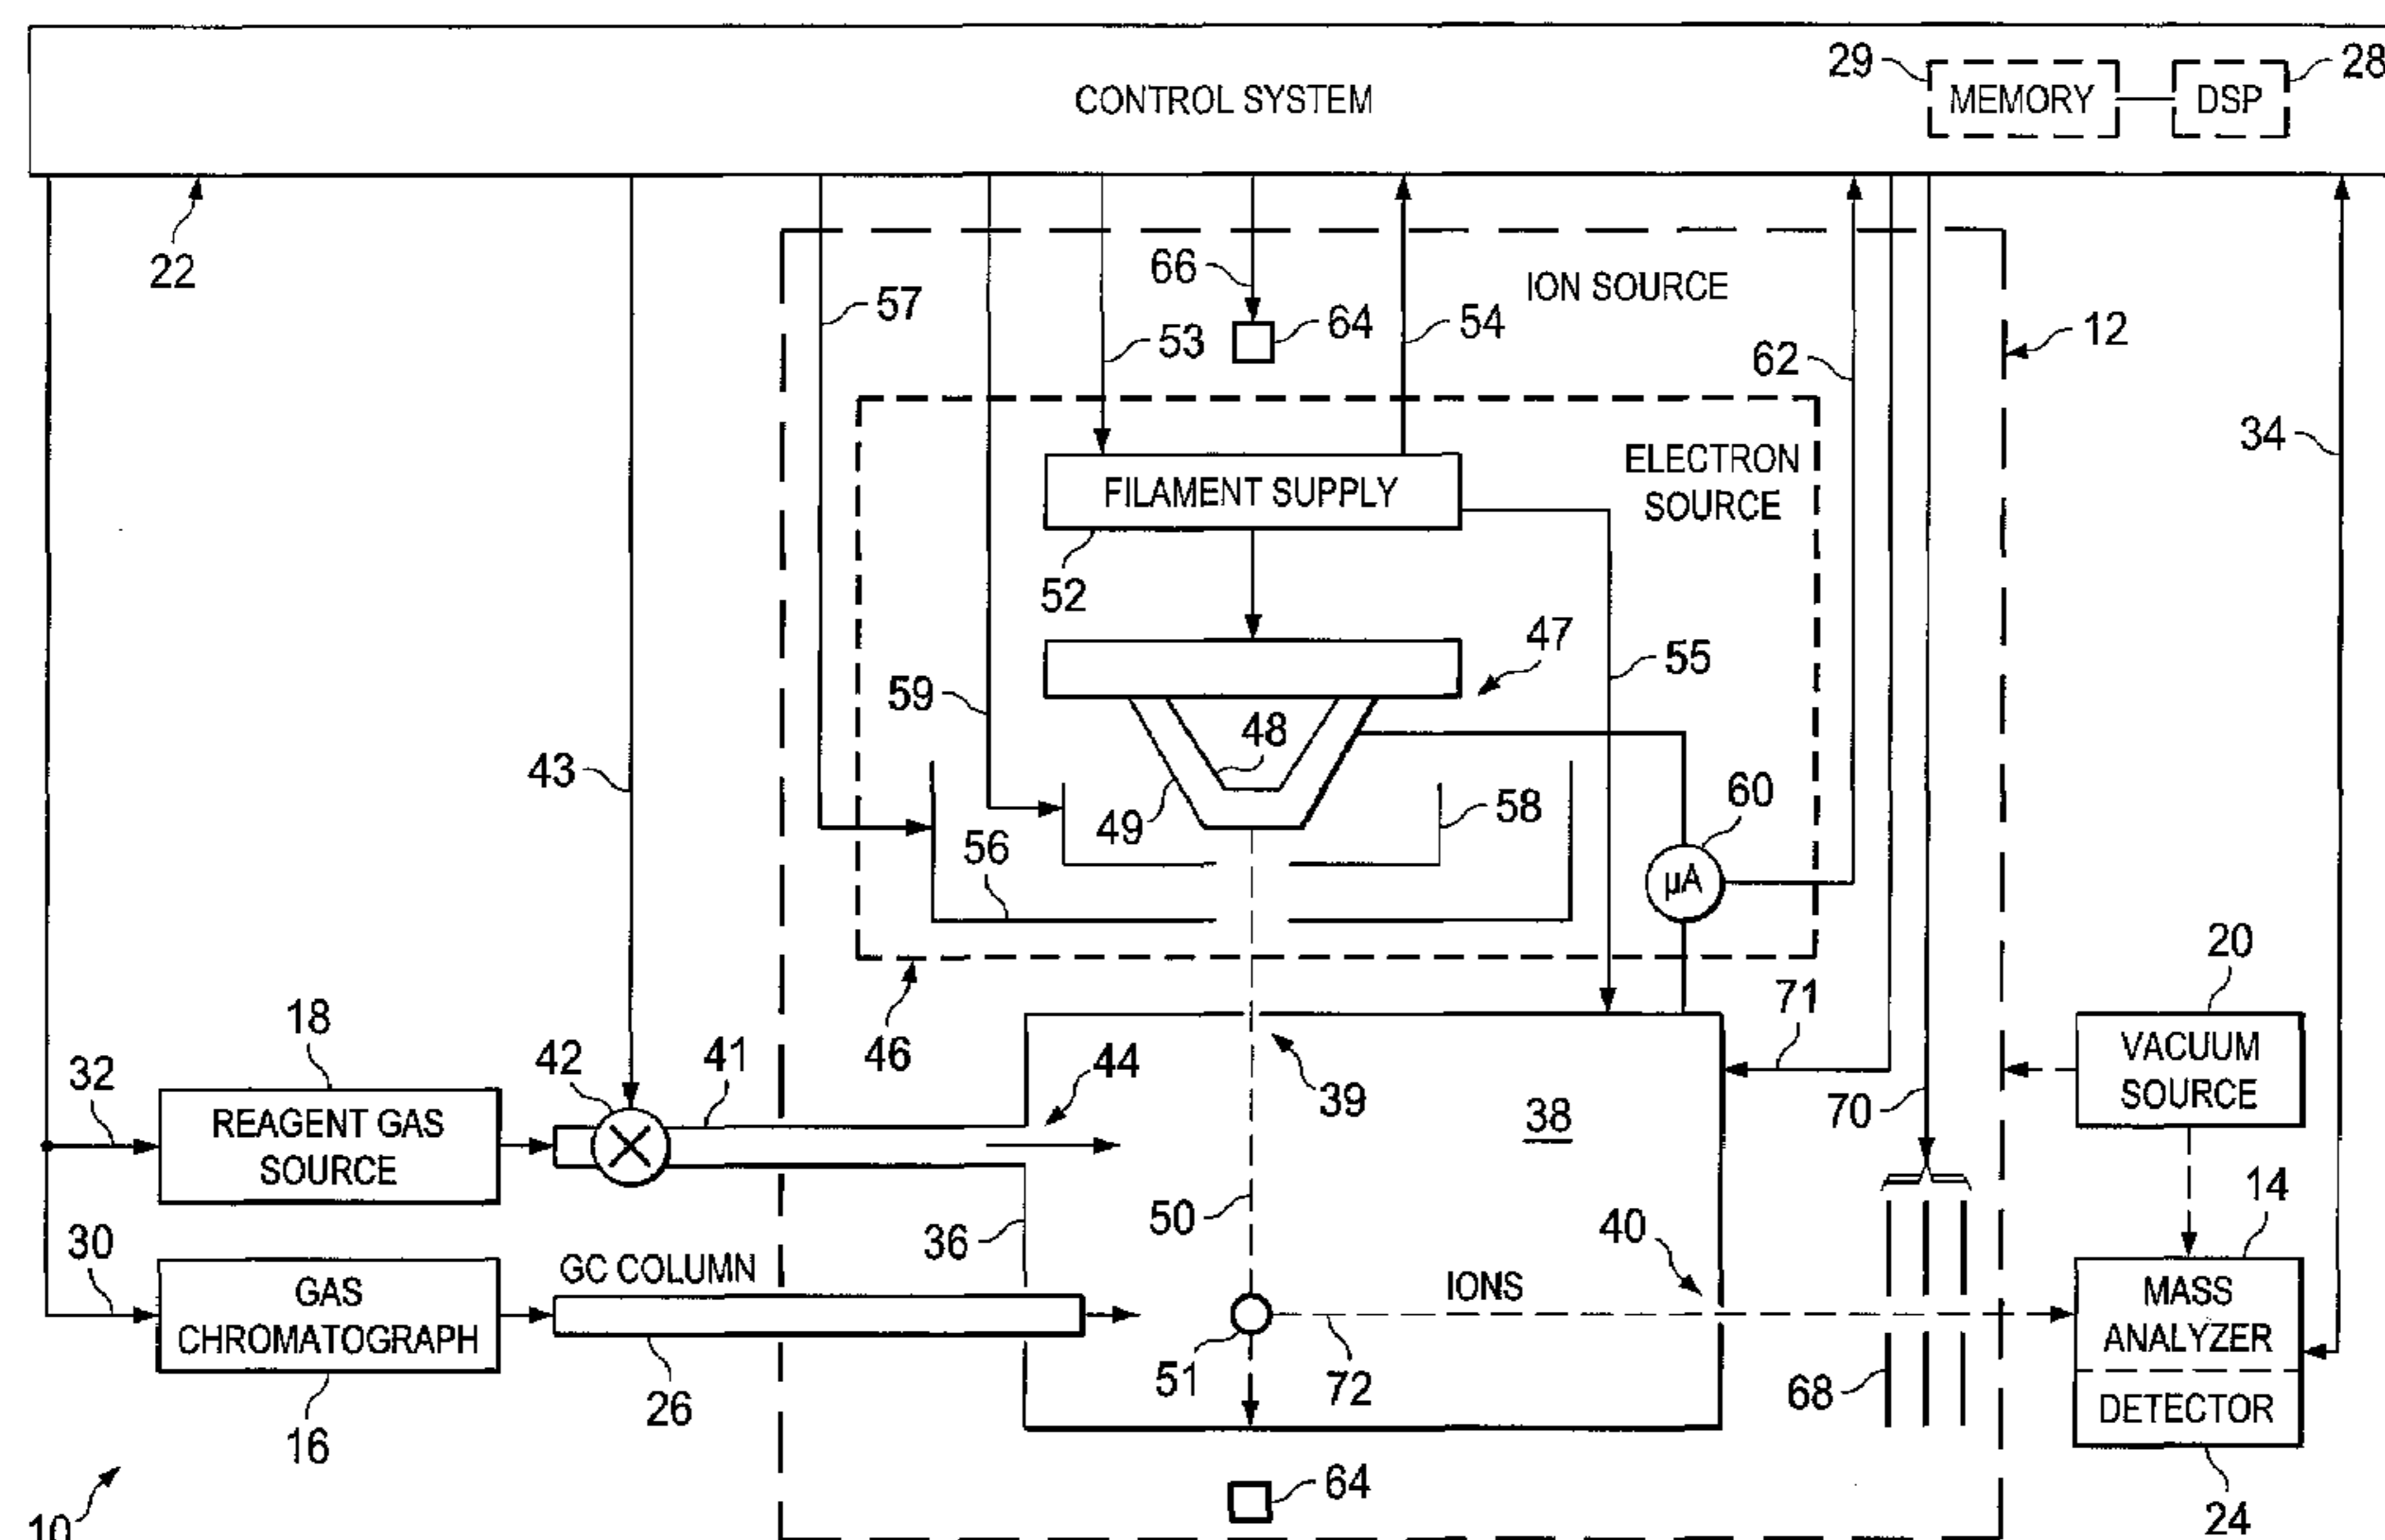 29
MEMORY
DSP
28
CONTROL SYSTEM
22
57
66
ION SOURCE
64
54
53
12
62
34
ELECTRON
SOURCE
FILAMENT SUPPLY
52
47
55
59
48
43
49
58
60
56
µA
20
46
71
18
42
41
44
39
VACUUM
SOURCE
32
REAGENT GAS
SOURCE
38
70
14
50
36
40
30
GC COLUMN
IONS
GAS
CHROMATOGRAPH
MASS
ANALYZER
51
72
68
26
DETECTOR
16
64
10
24